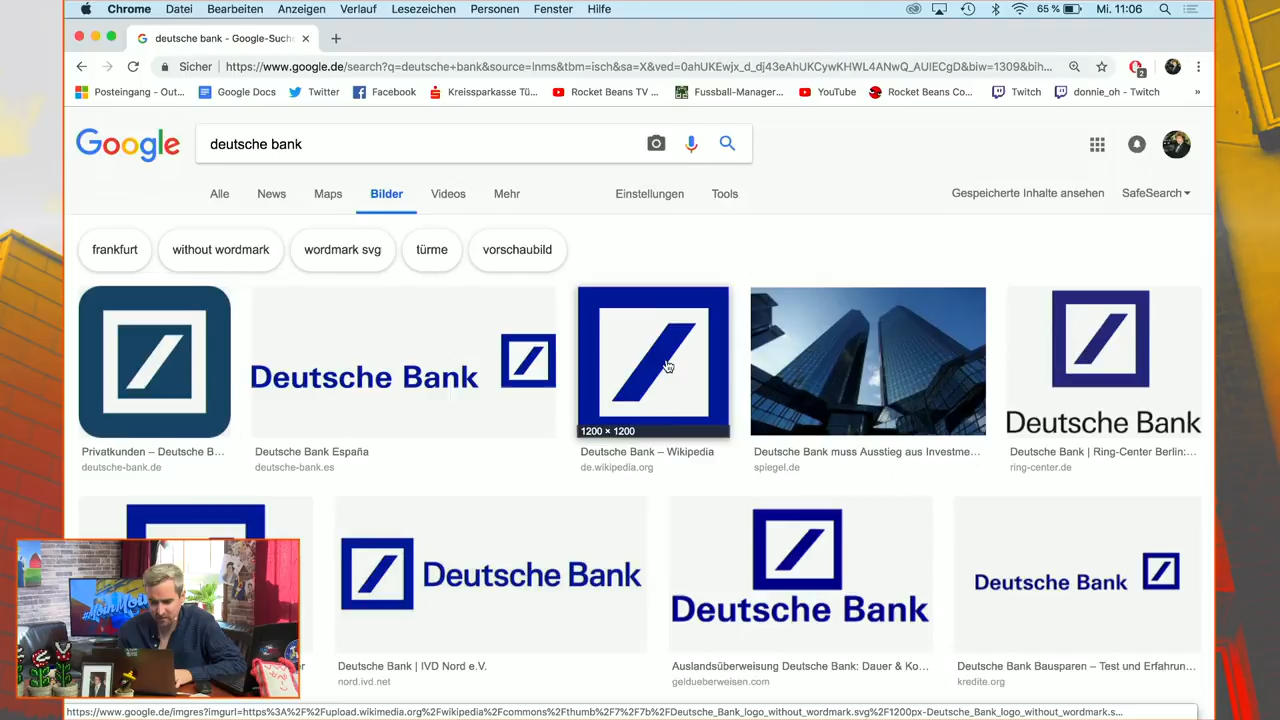 Chrome Datei Bearbeiten Anzeigen Verlauf Lesezeichen Personen Fenster Hilfe 65 % Mi. 11:06
deutsche bank - Google-Such
Sicher https://www.google.de/search?q=deutsche+bank&source=lnms&tbm=isch&sa=X&ved=0ahUKEwjx_d_dj43eAhUKCywKHWL4ANwQ_AUIECgD&biw=1309&bih... 2
Posteingang - Out... Google Docs Twitter Facebook Kreissparkasse Tü... Rocket Beans TV ... Fussball-Manager... YouTube Rocket Beans Co... Twitch donnie_oh - Twitch »
Google deutsche bank
Alle News Maps Bilder Videos Mehr Einstellungen Tools Gespeicherte Inhalte ansehen SafeSearch
frankfurt without wordmark wordmark svg türme vorschaubild
Deutsche Bank
Deutsche Bank
1200 × 1200
Privatkunden – Deutsche B... Deutsche Bank España Deutsche Bank – Wikipedia Deutsche Bank muss Ausstieg aus Investme... Deutsche Bank | Ring-Center Berlin:...
deutsche-bank.de deutsche-bank.es de.wikipedia.org spiegel.de ring-center.de
Deutsche Bank
Deutsche Bank
Deutsche Bank
Deutsche Bank | IVD Nord e.V. Auslandsüberweisung Deutsche Bank: Dauer & Ko... Deutsche Bank Bausparen – Test und Erfahrun...
nord.ivd.net geldueberweisen.com kredite.org
https://www.google.de/imgres?imgurl=https%3A%2F%2Fupload.wikimedia.org%2Fwikipedia%2Fcommons%2Fthumb%2F7%2F7b%2FDeutsche_Bank_logo_without_wordmark.svg%2F1200px-Deutsche_Bank_logo_without_wordmark.s...